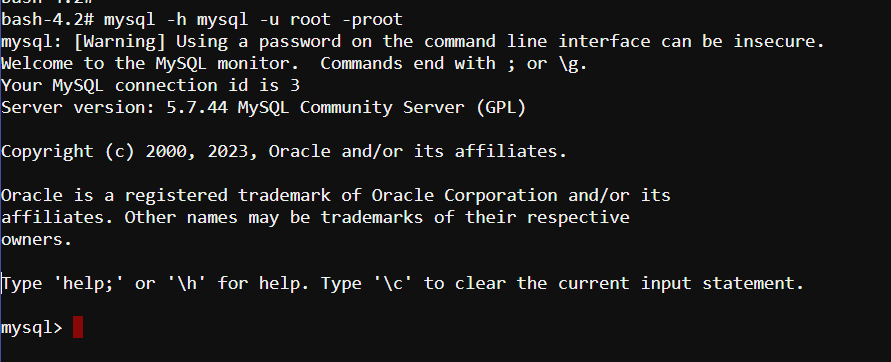 bash-4.2#
bash-4.2# mysql -h mysql -u root -proot
mysql: [Warning] Using a password on the command line interface can be insecure.
Welcome to the MySQL monitor.  Commands end with ; or \g.
Your MySQL connection id is 3
Server version: 5.7.44 MySQL Community Server (GPL)

Copyright (c) 2000, 2023, Oracle and/or its affiliates.

Oracle is a registered trademark of Oracle Corporation and/or its
affiliates. Other names may be trademarks of their respective
owners.

Type 'help;' or '\h' for help. Type '\c' to clear the current input statement.

mysql>